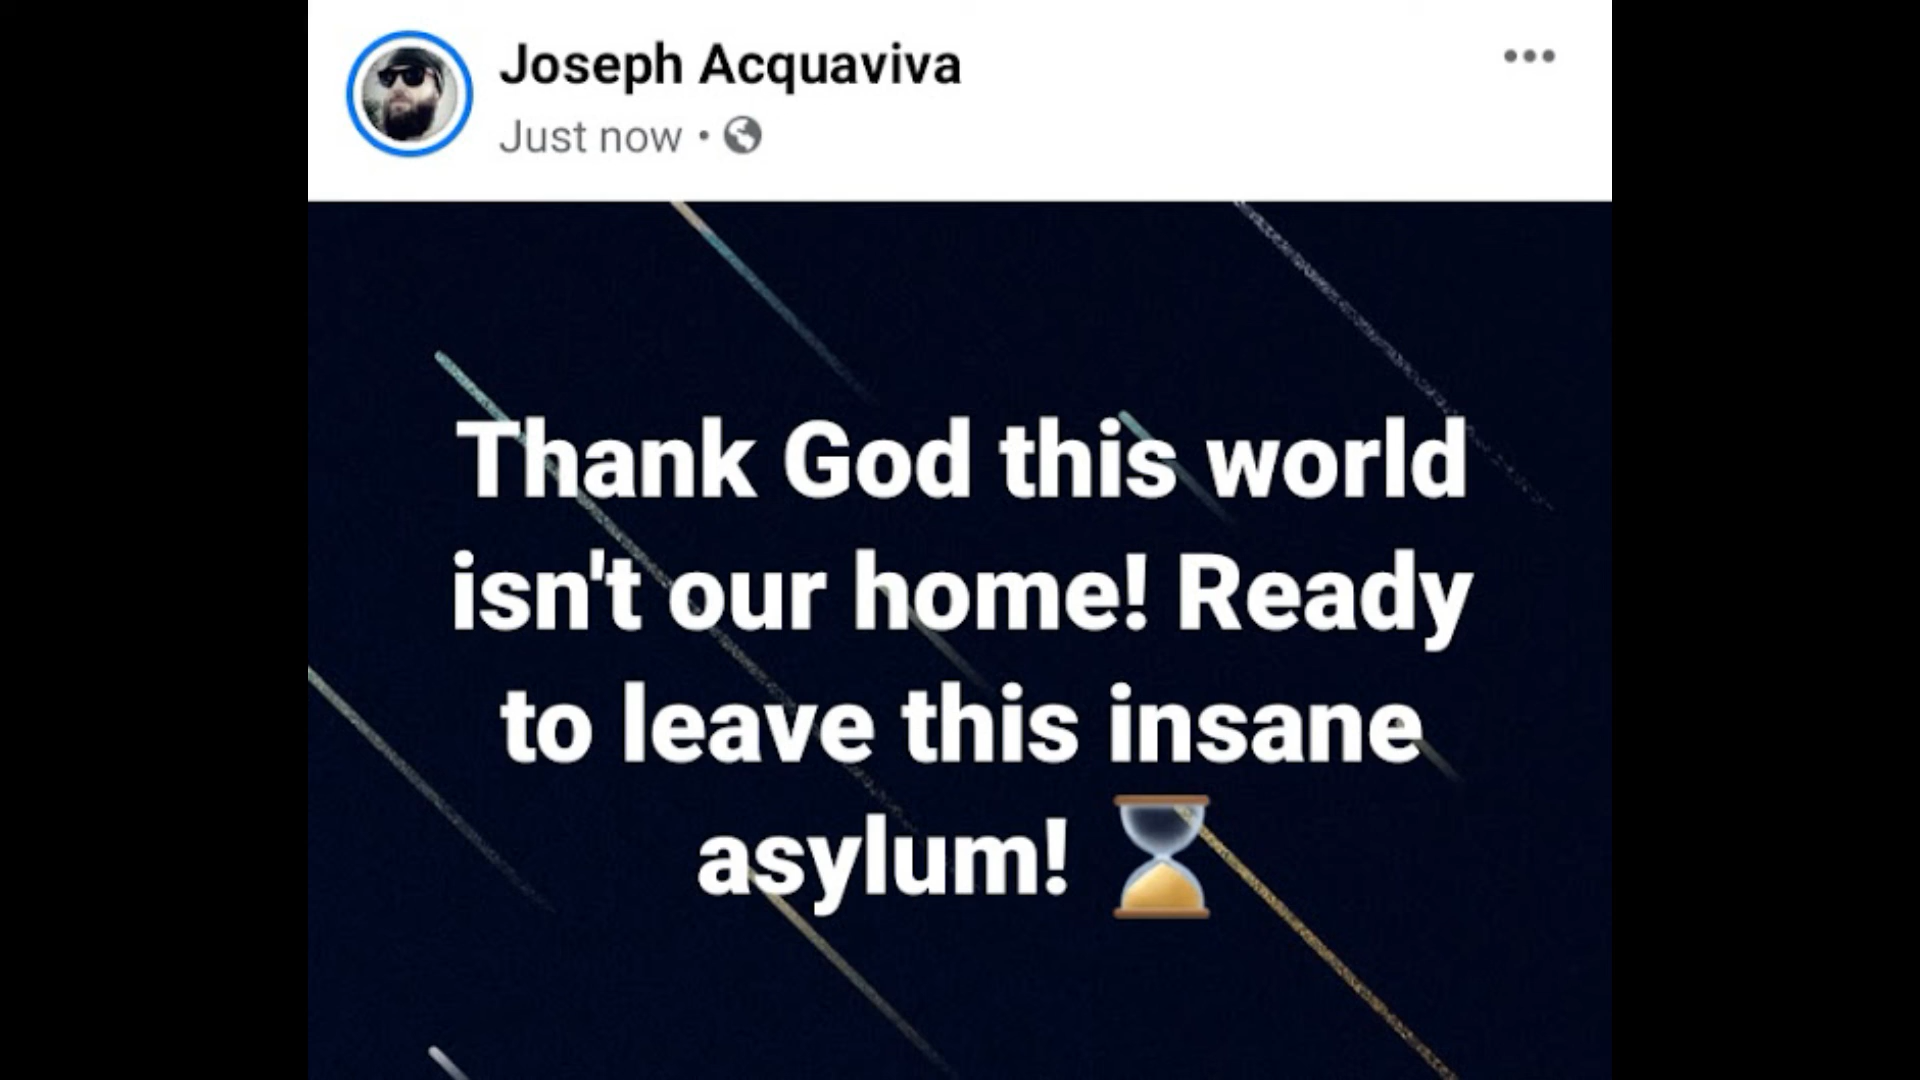 Joseph Acquaviva
Just now •
Thank God this world
isn't our home! Ready
to leave this insane
asylum! ⌛